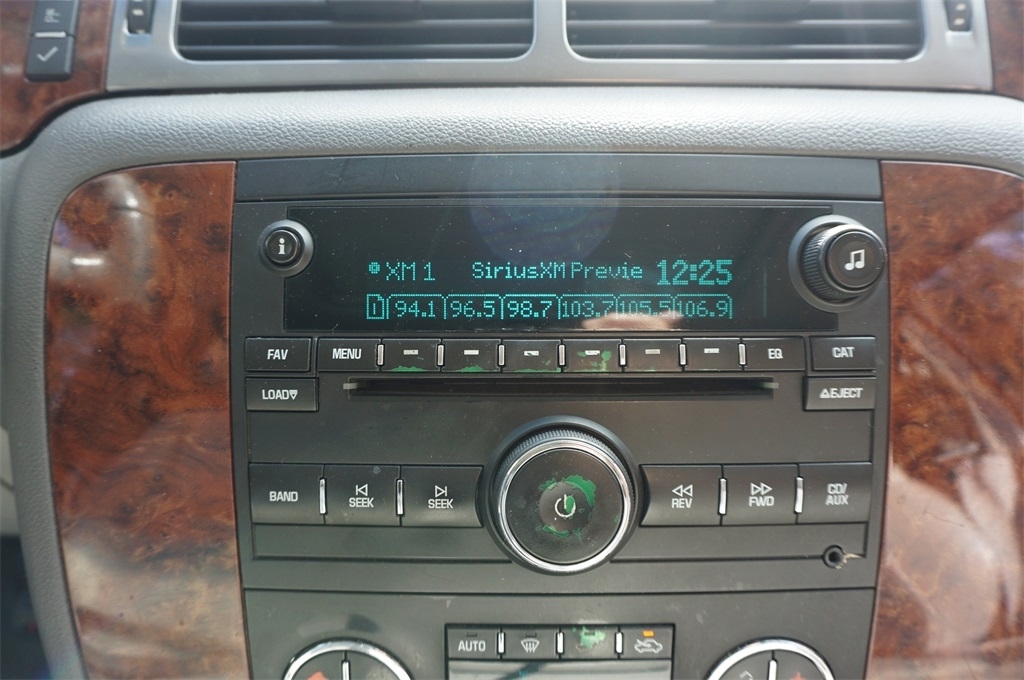 XM 1 SiriusXM Previe 12:25
94.1 96.5 98.7 103.7 105.5 106.9
FAV MENU EQ CAT
LOAD EJECT
BAND SEEK SEEK REV FWD CD/AUX
AUTO